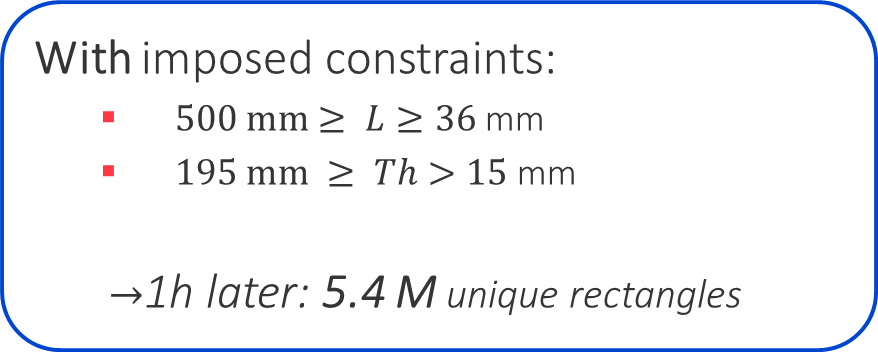 With imposed constraints:
▪ 500 mm ≥ L ≥ 36 mm
▪ 195 mm ≥ Th > 15 mm
→1h later: 5.4 M unique rectangles